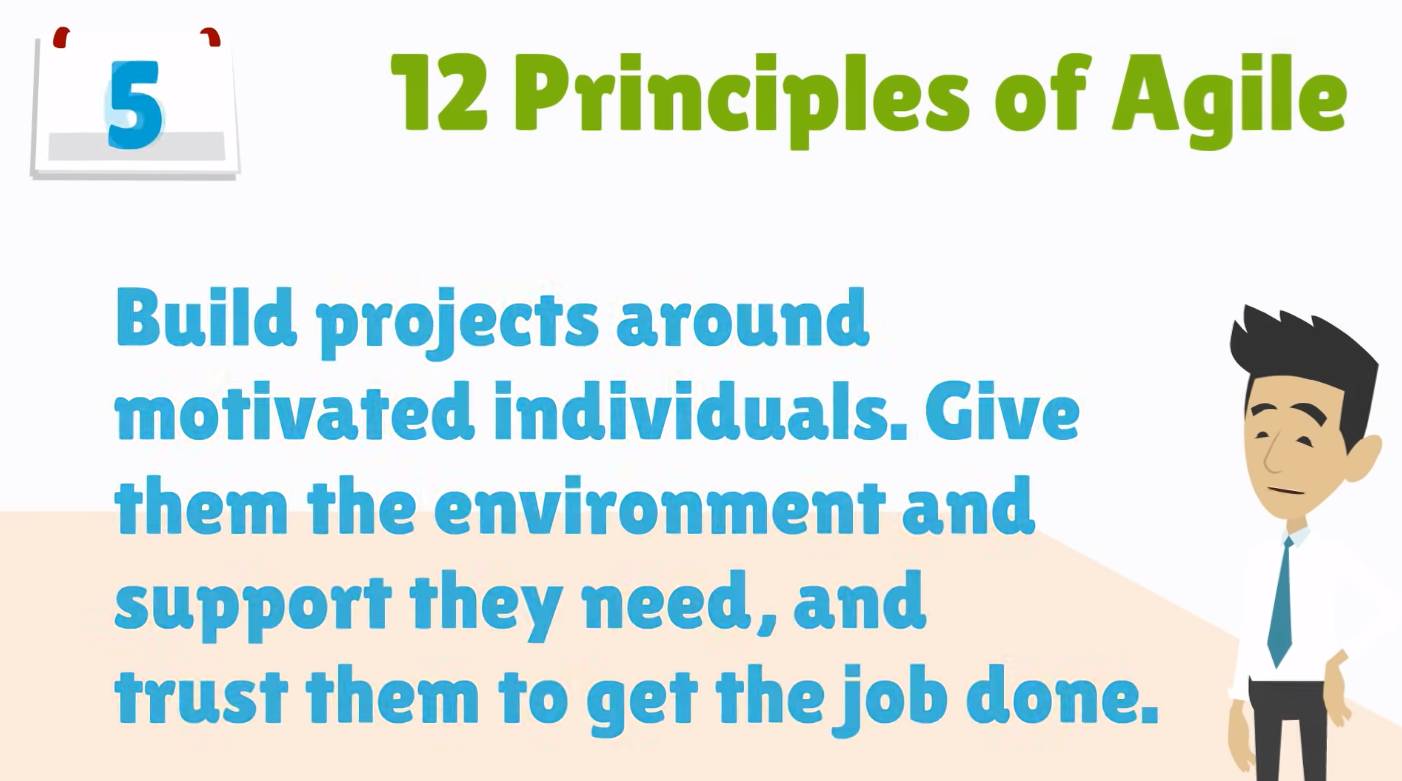 5
12 Principles of Agile
Build projects around
motivated individuals. Give
them the environment and
support they need, and
trust them to get the job done.